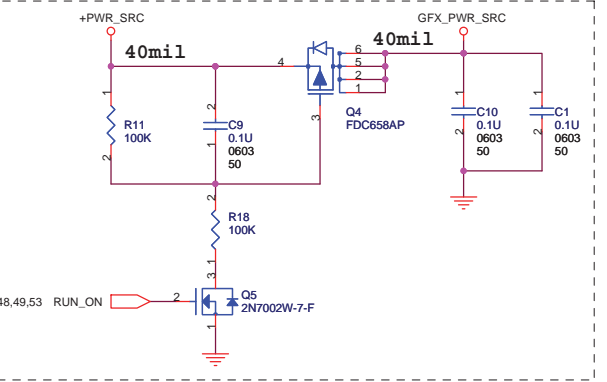 +PWR_SRC GFX_PWR_SRC
40mil 40mil
4 6
5
2
1
1 R11 100K 2
2 C9 0.1U 0603 50 1
3 Q4 FDC658AP
1 C10 0.1U 0603 50 2
1 C1 0.1U 0603 50 2
2 R18 100K 1
48,49,53 RUN_ON 2
3 Q5 2N7002W-7-F
1